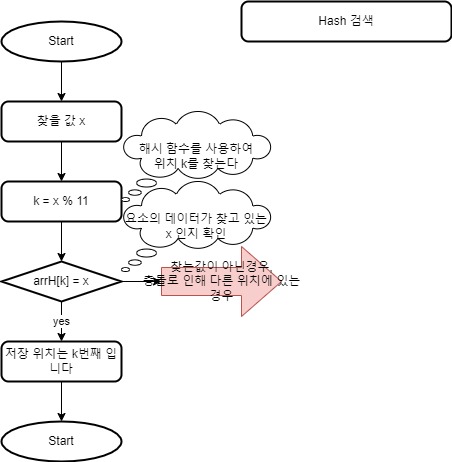 Hash 검색
Start
찾을 값 x
해시 함수를 사용하여
위치 k를 찾는다
k = x % 11
요소의 데이터가 찾고 있는
x 인지 확인
arrH[k] = x
찾는값이 아닌경우,
충돌로 인해 다른 위치에 있는
경우
yes
저장 위치는 k번째 입
니다
Start